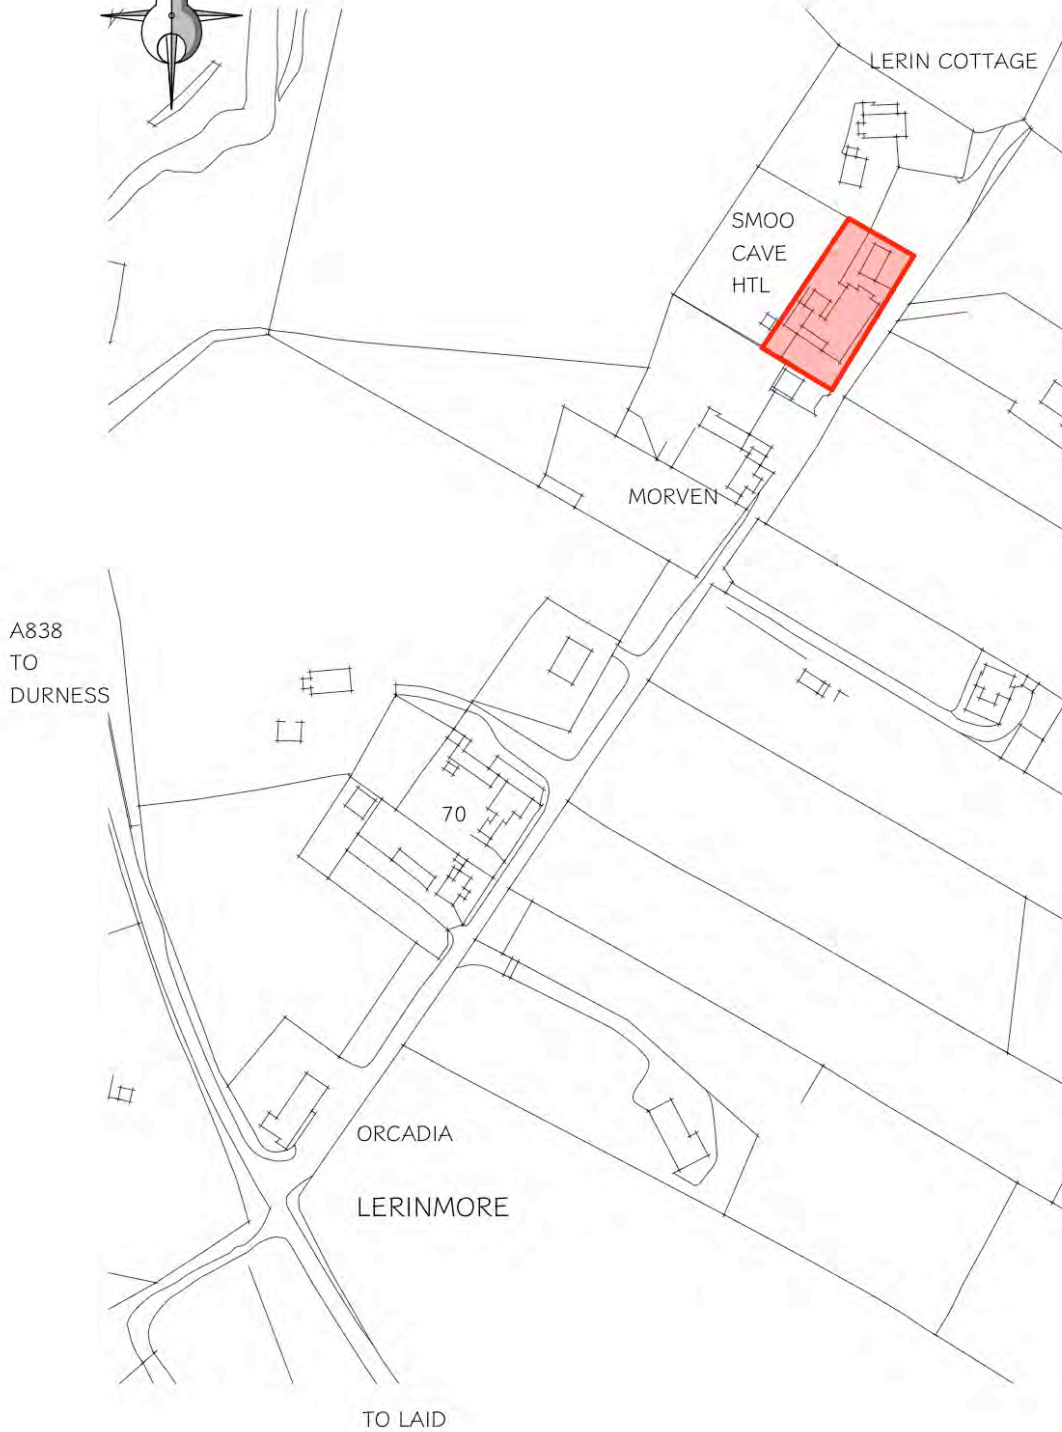 LERIN COTTAGE
SMOO
CAVE
HTL
MORVEN
A838
TO
DURNESS
70
ORCADIA
LERINMORE
TO LAID